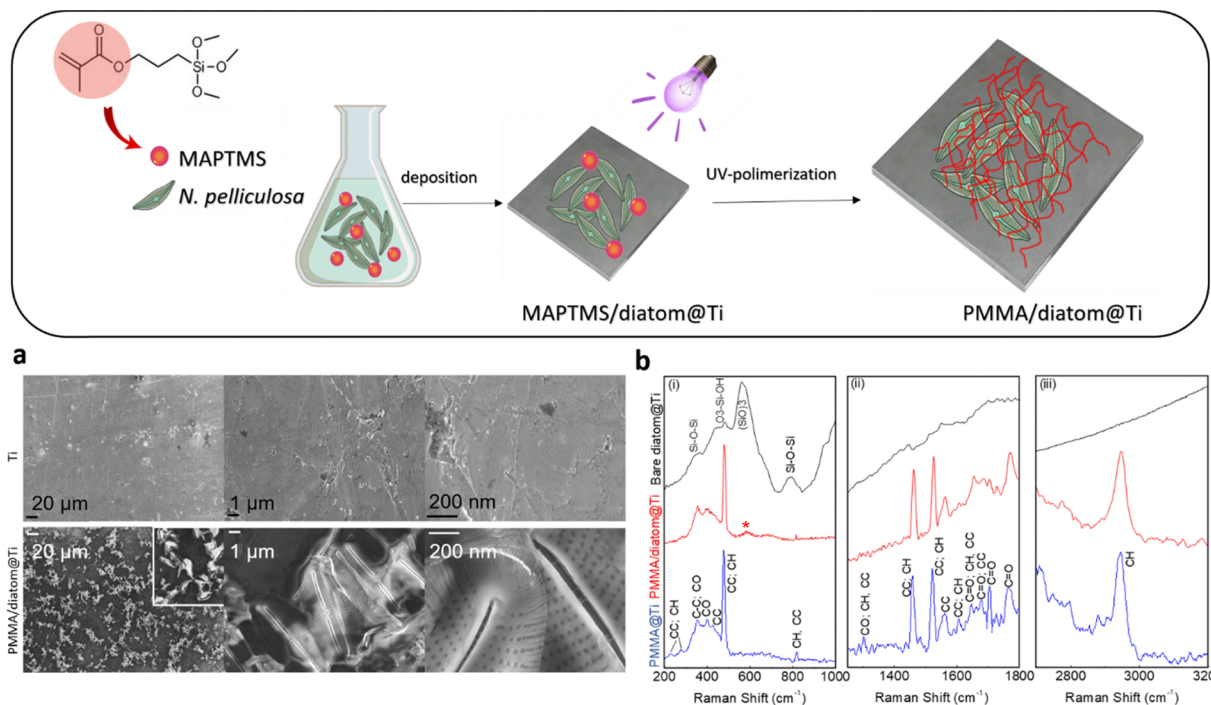 O
O
Si
O
O
O
MAPTMS
N. pelliculosa
deposition
UV-polimerization
MAPTMS/diatom@Ti
PMMA/diatom@Ti
a
Ti
20 µm
1 µm
200 nm
PMMA/diatom@Ti
20 µm
1 µm
200 nm
b
PMMA@Ti PMMA/diatom@Ti Bare diatom@Ti
(i)
Si-O-Si
O3-Si-OH
(SiO)3
Si-O-Si
*
CC; CH
C-C; CO
CO
CC
CC; CH
CH, CC
200 400 600 800 1000
Raman Shift (cm-1)
(ii)
CO; CH, CC
CC; CH
CC; CH
CC; CH
C=O; CH, CC
C=O; CC
C=O
C=O
1400 1600 1800
Raman Shift (cm-1)
(iii)
CH
2800 3000 320
Raman Shift (cm-1)